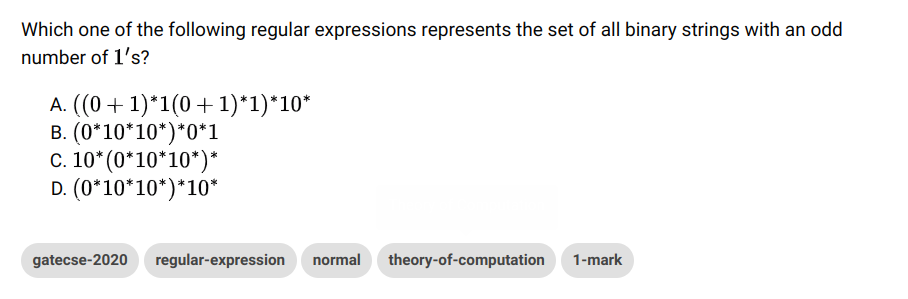 Which one of the following regular expressions represents the set of all binary strings with an odd
number of 1's?
A. ((0 + 1)*1(0 + 1)*1)*10*
B. (0*10*10*)*0*1
C. 10*(0*10*10*)*
D. (0*10*10*)*10*
gatecse-2020 regular-expression normal theory-of-computation 1-mark